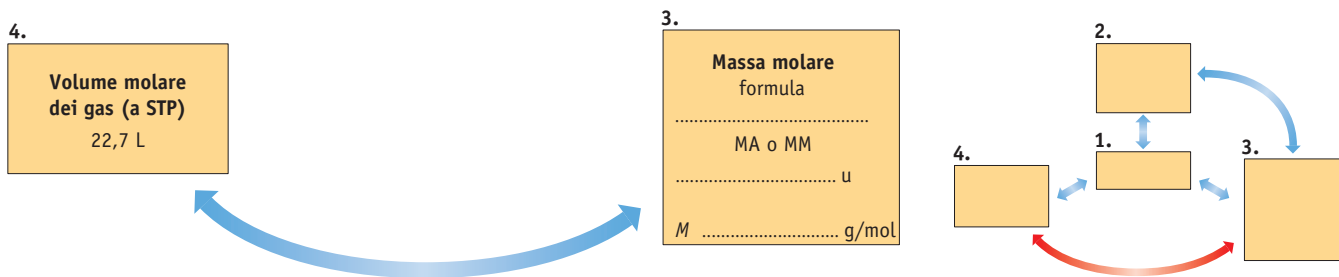 4.
Volume molare
dei gas (a STP)
22,7 L
3.
Massa molare
formula
........................................
MA o MM
................................. u
M ............................ g/mol
2.
1.
4.
3.